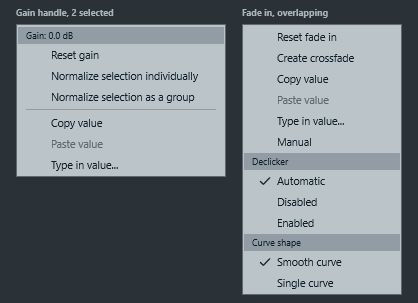 Gain handle, 2 selected
Gain: 0.0 dB
Reset gain
Normalize selection individually
Normalize selection as a group
Copy value
Paste value
Type in value...
Fade in, overlapping
Reset fade in
Create crossfade
Copy value
Paste value
Type in value...
Manual
Declicker
Automatic
Disabled
Enabled
Curve shape
Smooth curve
Single curve